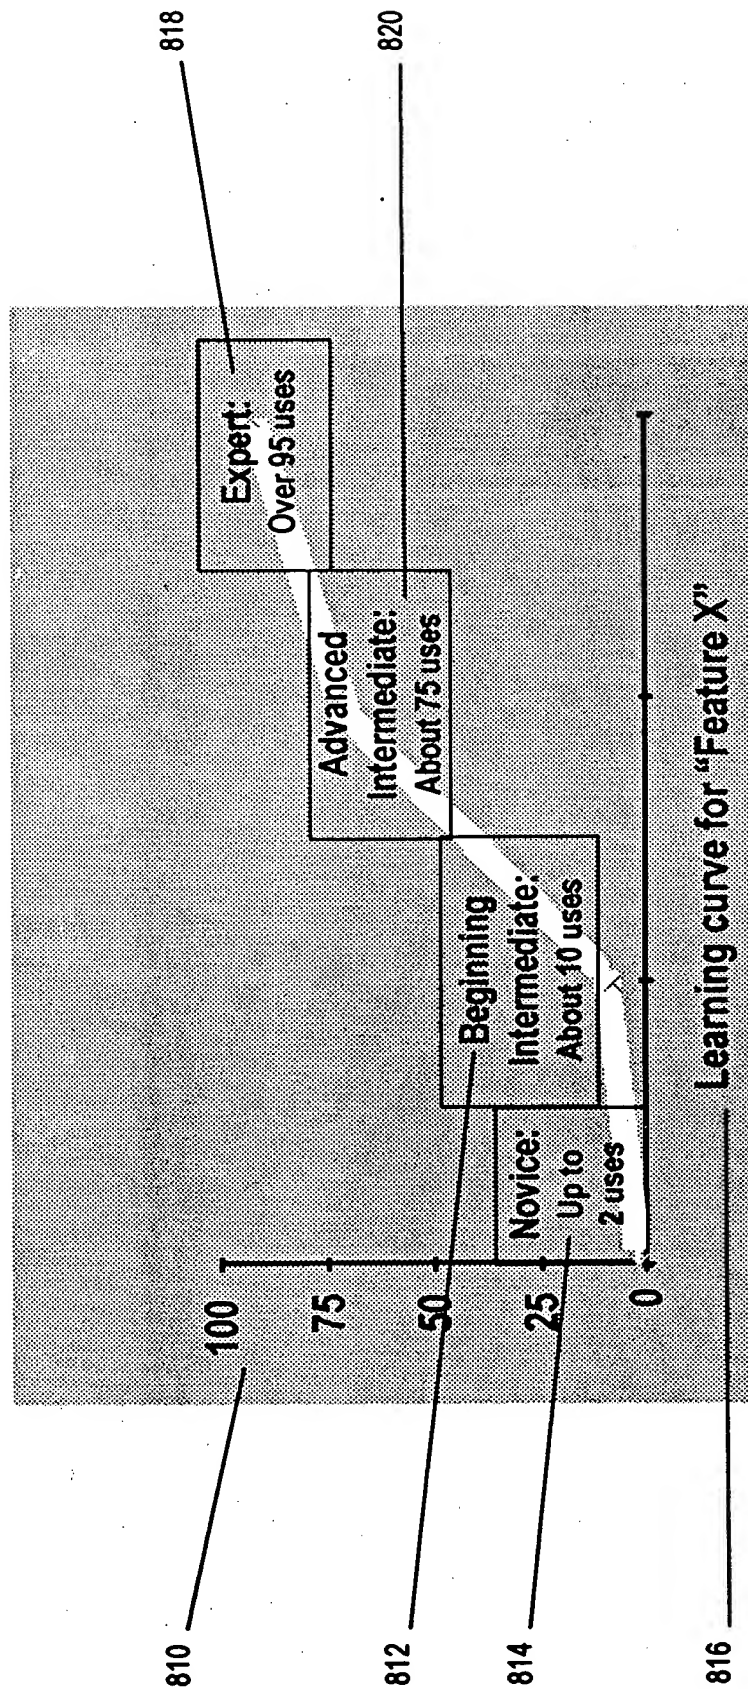 818
820
Expert:
Over 95 uses
Advanced
Intermediate:
About 75 uses
Beginning
Intermediate:
About 10 uses
Novice:
Up to
2 uses
100
75
50
25
0
Learning curve for “Feature X”
810
812
814
816